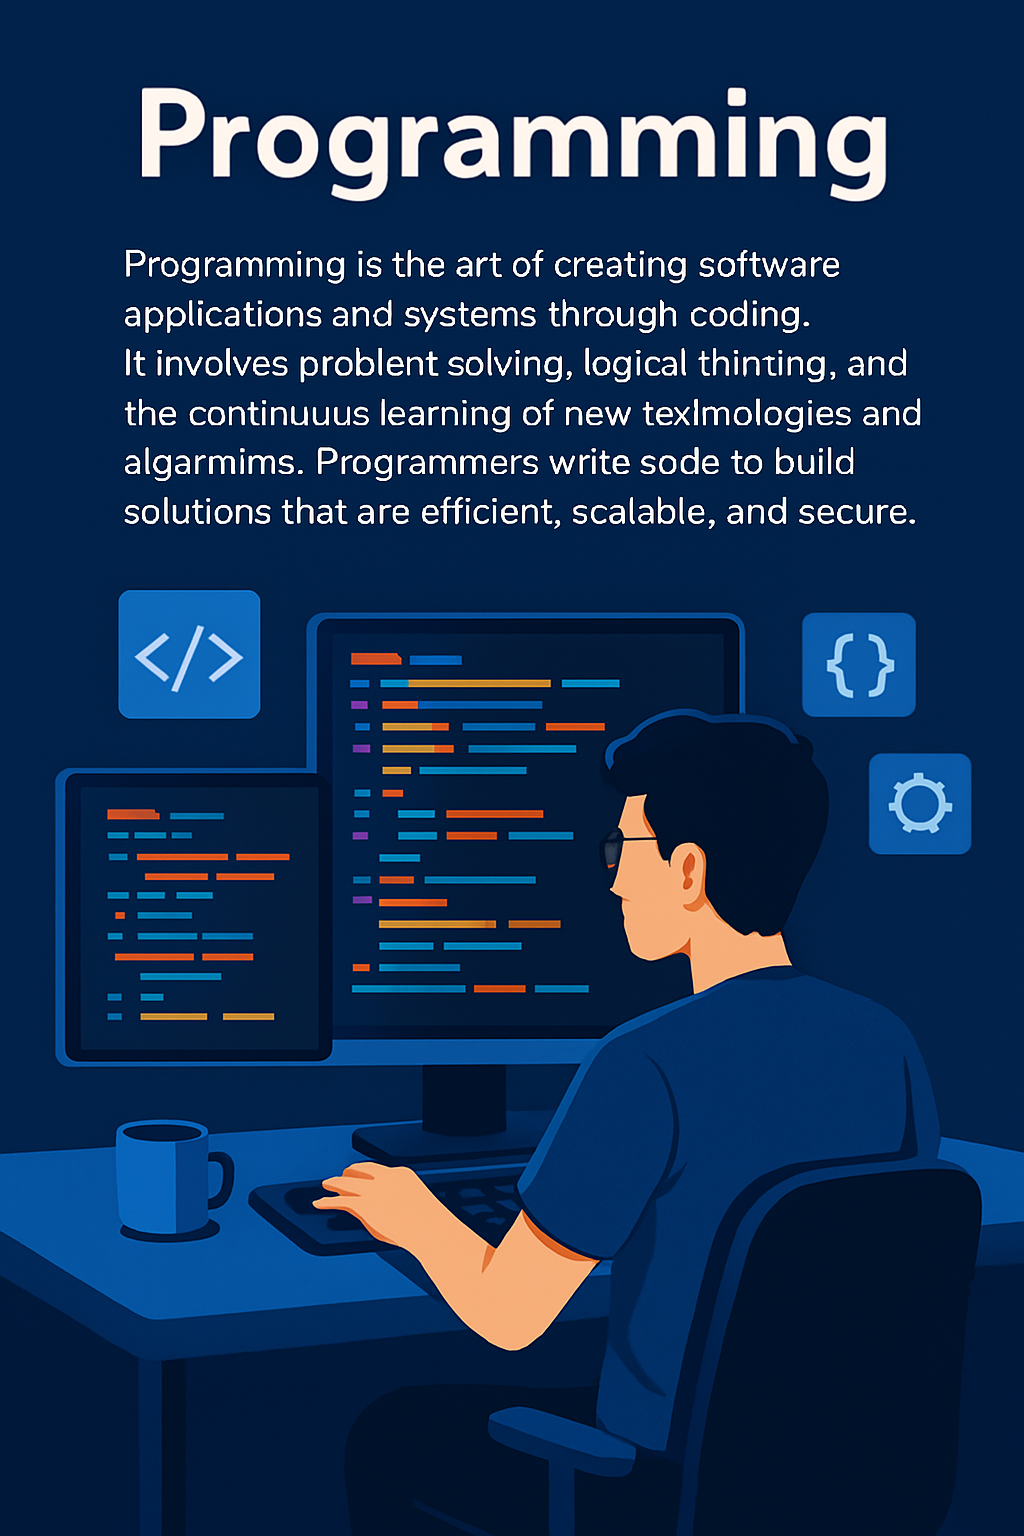 Programming
Programming is the art of creating software
applications and systems through coding.
It involves problent solving, logical thinting, and
the continuuus learning of new texlmologies and
algarmims. Programmers write sode to build
solutions that are efficient, scalable, and secure.
</>
{}